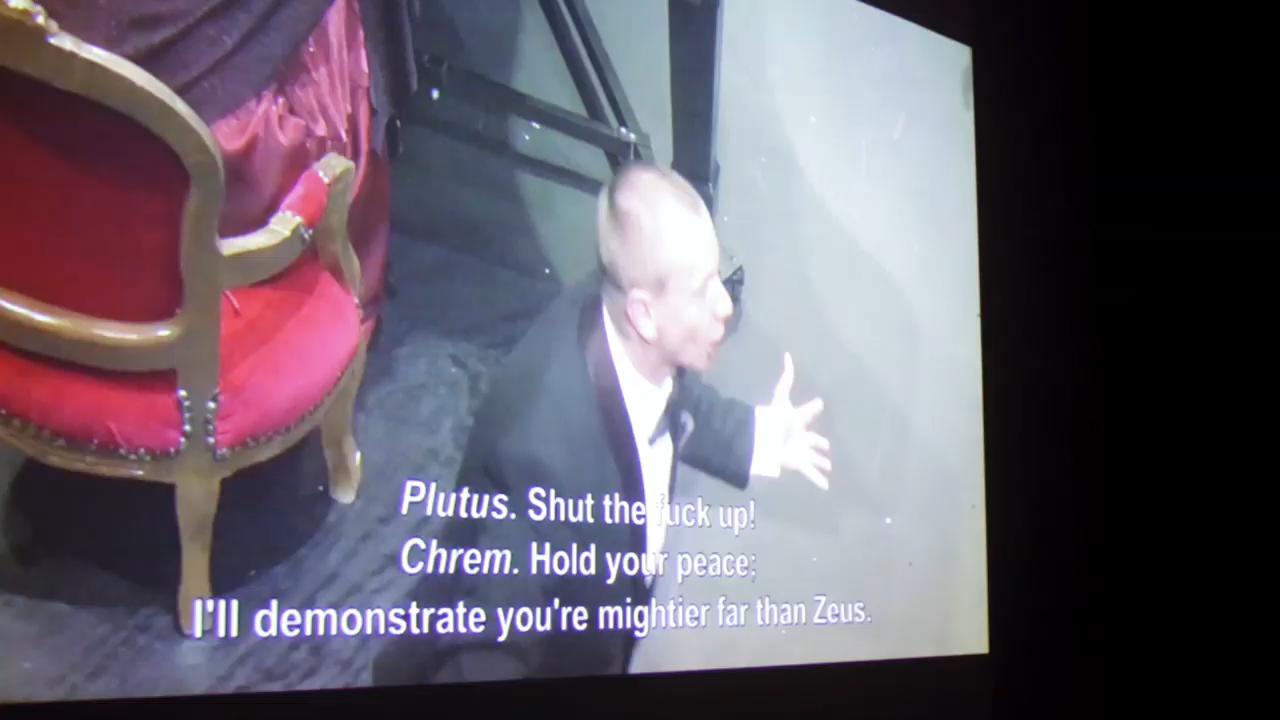 Plutus. Shut the fuck up!
Chrem. Hold your peace;
I'll demonstrate you're mightier far than Zeus.